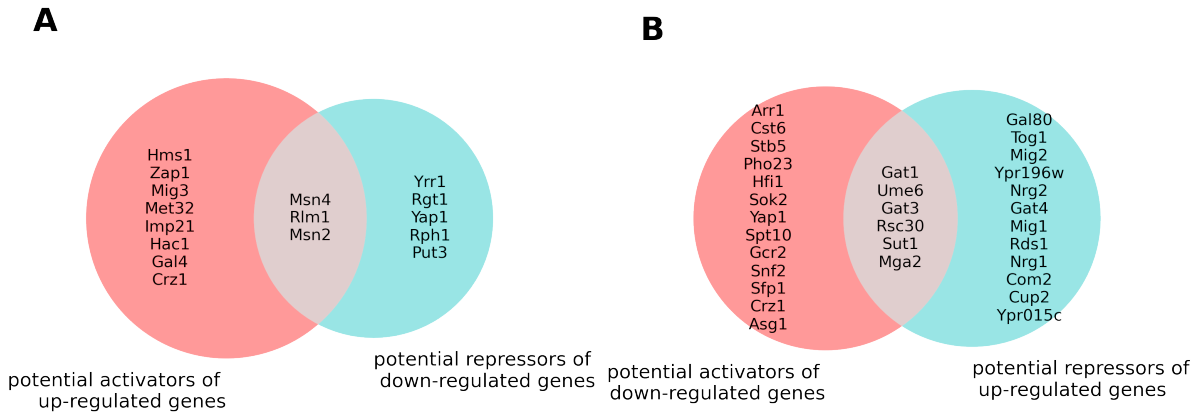 A
Hms1
Zap1
Mig3
Met32
Imp21
Hac1
Gal4
Crz1
Msn4
Rlm1
Msn2
Yrr1
Rgt1
Yap1
Rph1
Put3
potential activators of
up-regulated genes
potential repressors of
down-regulated genes
B
Arr1
Cst6
Stb5
Pho23
Hfi1
Sok2
Yap1
Spt10
Gcr2
Snf2
Sfp1
Crz1
Asg1
Gat1
Ume6
Gat3
Rsc30
Sut1
Mga2
Gal80
Tog1
Mig2
Ypr196w
Nrg2
Gat4
Mig1
Rds1
Nrg1
Com2
Cup2
Ypr015c
potential activators of
down-regulated genes
potential repressors of
up-regulated genes